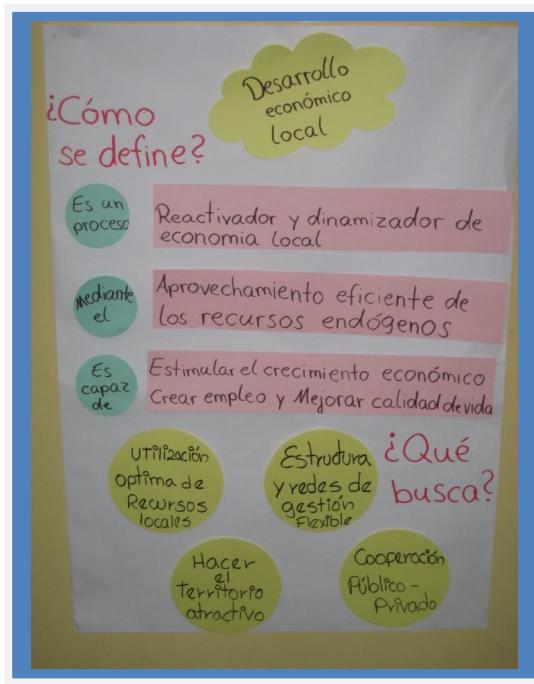 Desarrollo
económico
local
¿Cómo
se define?
Es un
proceso
Reactivador y dinamizador de
economia local
Mediante
el
Aprovechamiento eficiente de
los recursos endógenos
Es
capaz
de
Estimular el crecimiento económico
Crear empleo y Mejorar calidad de vida
¿Qué
busca?
Utilización
optima de
Recursos
locales
Estrudura
y redes de
gestión
Flexible
Hacer
el
Territorio
atractivo
Cooperación
Público -
Privado